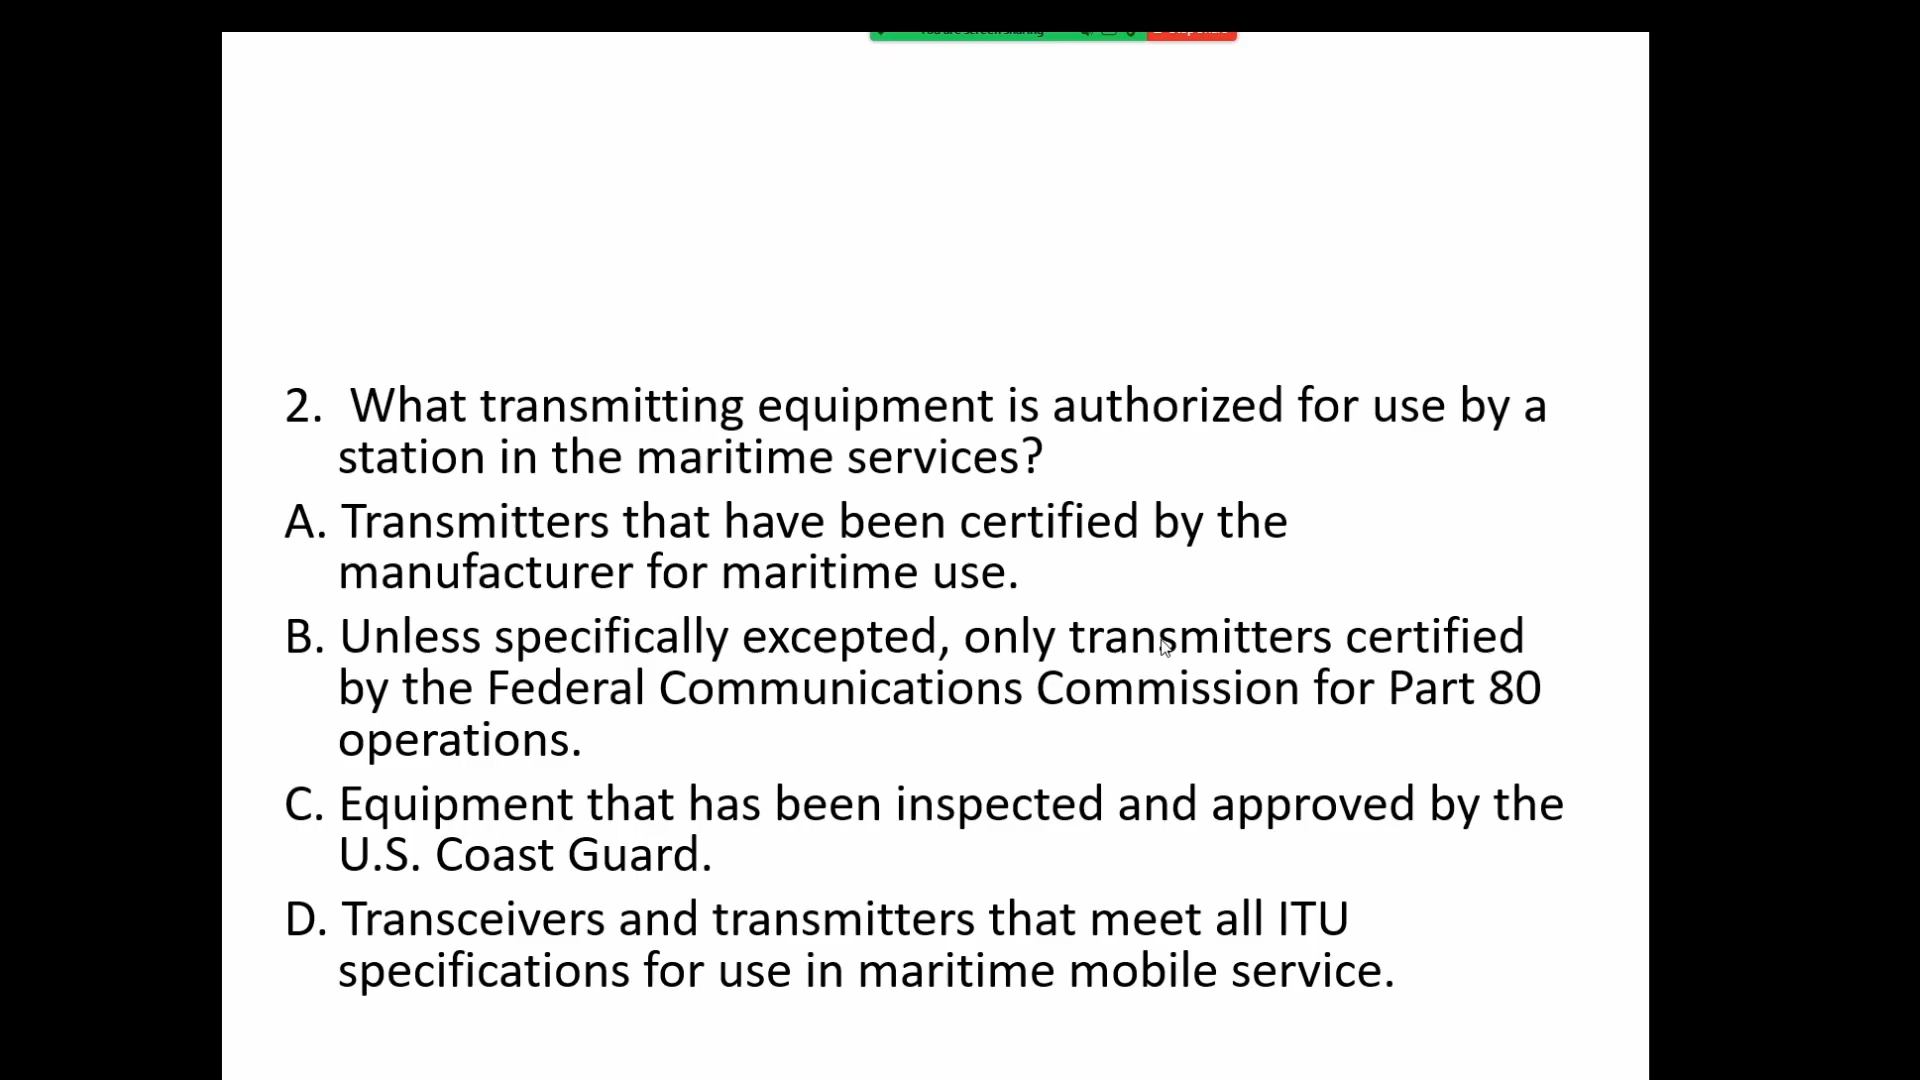 2. What transmitting equipment is authorized for use by a
station in the maritime services?
A. Transmitters that have been certified by the
manufacturer for maritime use.
B. Unless specifically excepted, only transmitters certified
by the Federal Communications Commission for Part 80
operations.
C. Equipment that has been inspected and approved by the
U.S. Coast Guard.
D. Transceivers and transmitters that meet all ITU
specifications for use in maritime mobile service.